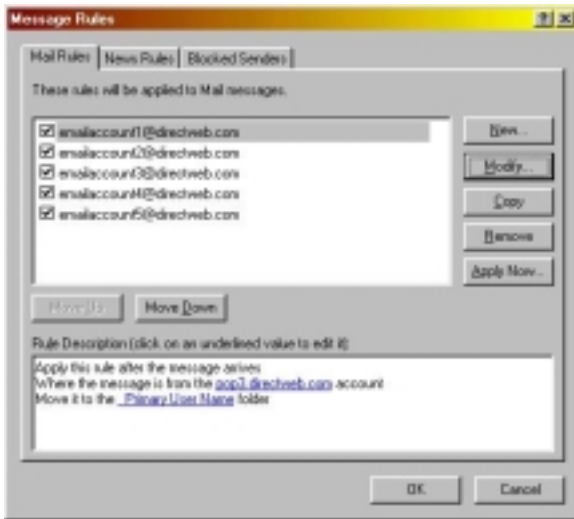 Message Rules
? x
Mail Rules News Rules Blocked Senders
These rules will be applied to Mail messages.
emailaccount1@directweb.com
emailaccount2@directweb.com
emailaccount3@directweb.com
emailaccount4@directweb.com
emailaccount5@directweb.com
New...
Modify...
Copy
Remove
Apply Now...
Move Up Move Down
Rule Description (click on an underlined value to edit it):
Apply this rule after the message arrives
Where the message is from the pop3.directweb.com account
Move it to the _Primary User Name folder
OK Cancel